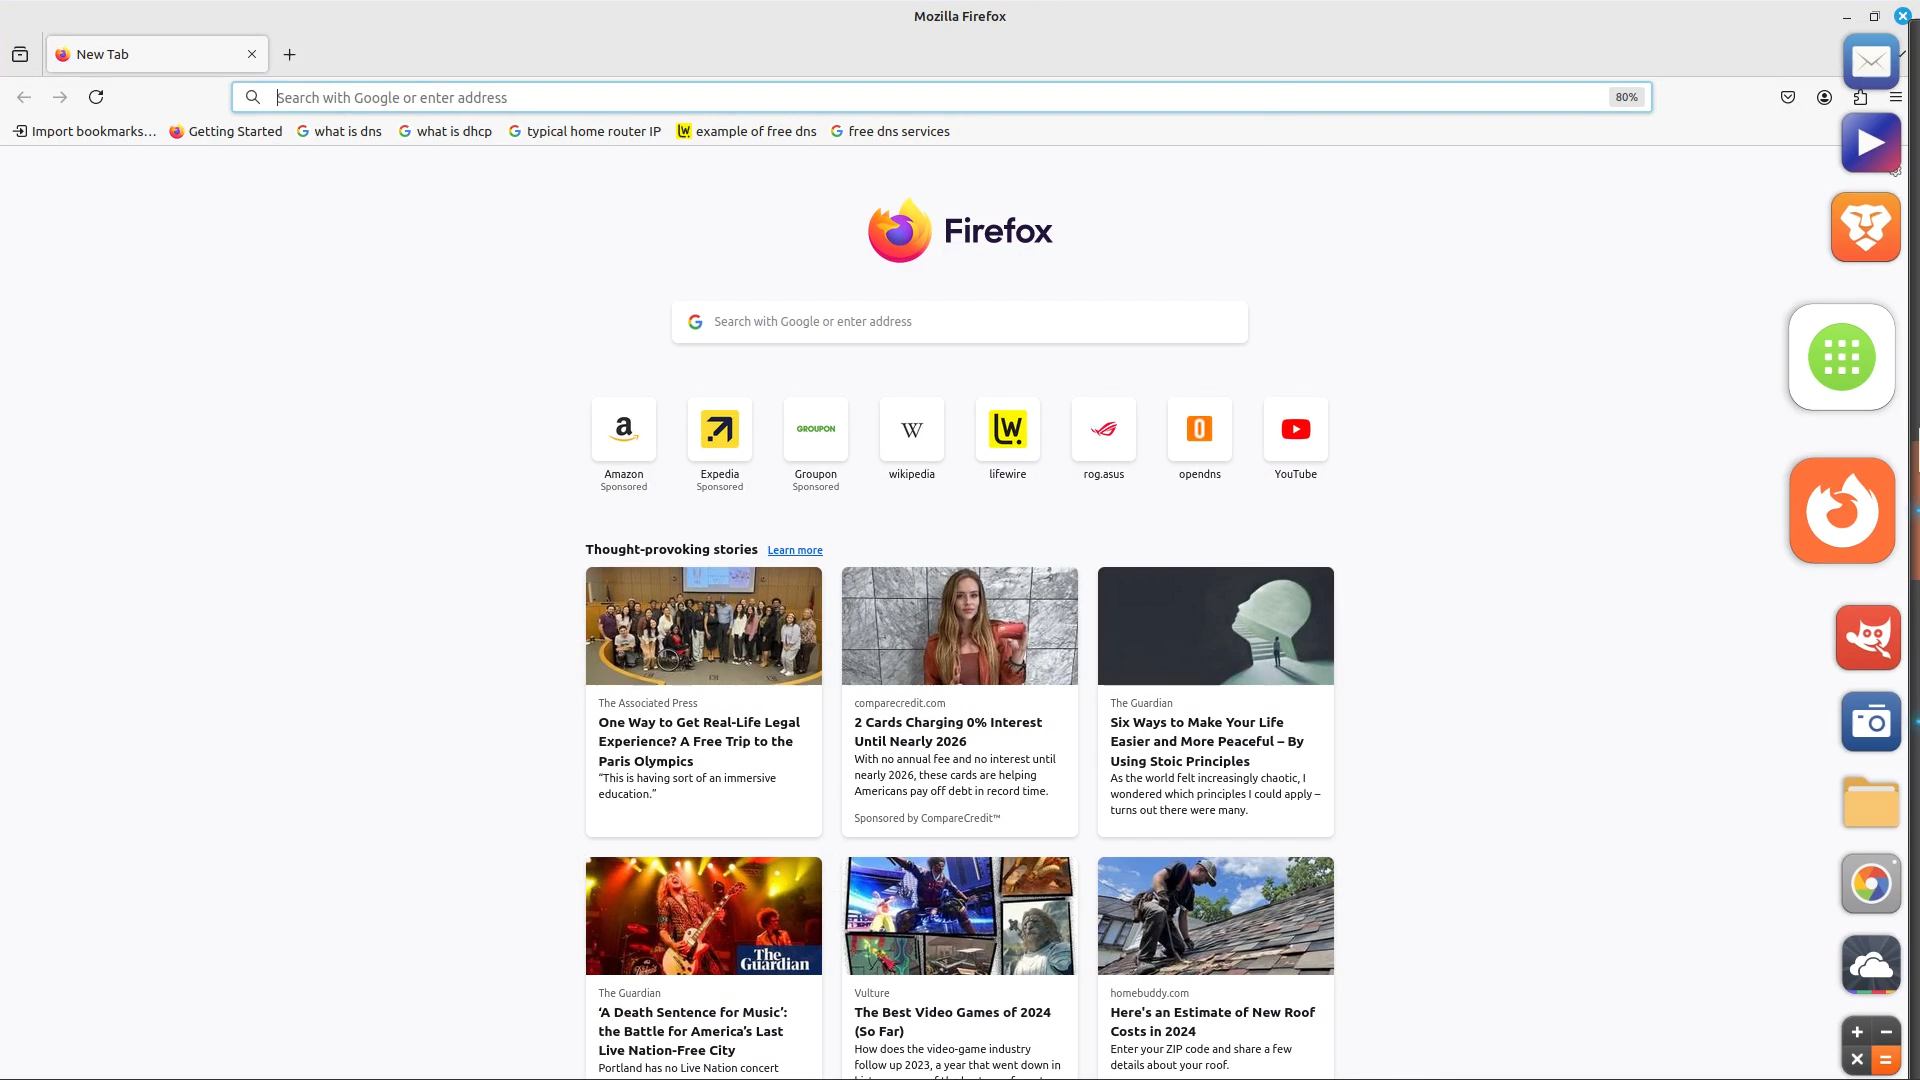 Mozilla Firefox
New Tab
Search with Google or enter address
80%
Import bookmarks...
Getting Started
what is dns
what is dhcp
typical home router IP
example of free dns
free dns services
Firefox
Search with Google or enter address
Amazon
Sponsored
Expedia
Sponsored
GROUPON
Groupon
Sponsored
wikipedia
lifewire
rog.asus
opendns
YouTube
Thought-provoking stories
Learn more
The Associated Press
One Way to Get Real-Life Legal
Experience? A Free Trip to the
Paris Olympics
“This is having sort of an immersive
education.”
comparecredit.com
2 Cards Charging 0% Interest
Until Nearly 2026
With no annual fee and no interest until
nearly 2026, these cards are helping
Americans pay off debt in record time.
Sponsored by CompareCredit™
The Guardian
Six Ways to Make Your Life
Easier and More Peaceful – By
Using Stoic Principles
As the world felt increasingly chaotic, I
wondered which principles I could apply –
turns out there were many.
The Guardian
The Guardian
‘A Death Sentence for Music’:
the Battle for America’s Last
Live Nation-Free City
Portland has no Live Nation concert
Vulture
The Best Video Games of 2024
(So Far)
How does the video-game industry
follow up 2023, a year that went down in
homebuddy.com
Here's an Estimate of New Roof
Costs in 2024
Enter your ZIP code and share a few
details about your roof.